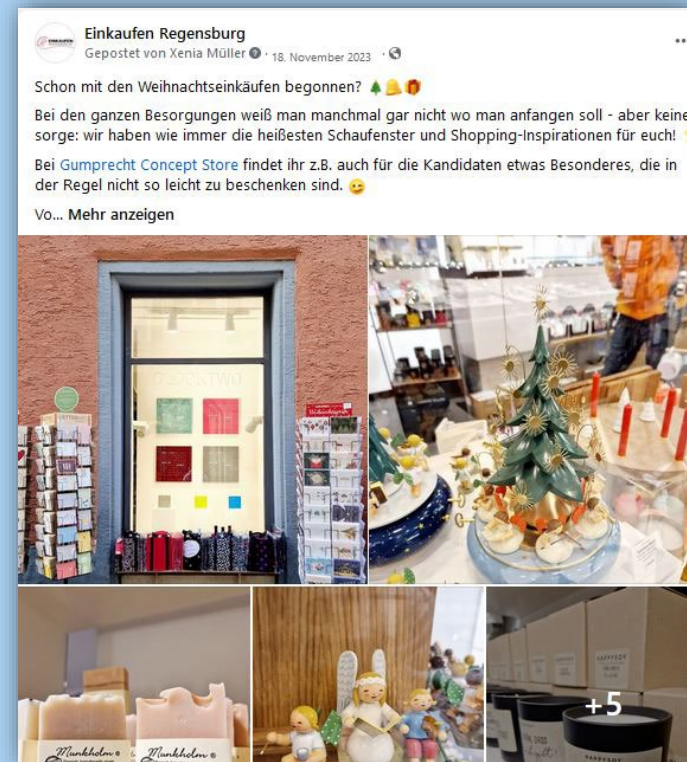 Einkaufen Regensburg
Gepostet von Xenia Müller · 18. November 2023 ·
Schon mit den Weihnachtseinkäufen begonnen? 🎄🔔🎁
Bei den ganzen Besorgungen weiß man manchmal gar nicht wo man anfangen soll - aber keine
sorge: wir haben wie immer die heißesten Schaufenster und Shopping-Inspirationen für euch!
Bei Gumprecht Concept Store findet ihr z.B. auch für die Kandidaten etwas Besonderes, die in
der Regel nicht so leicht zu beschenken sind. 😉
Vo... Mehr anzeigen
Munkholm
Munkholm
+5
HAPPYSOY